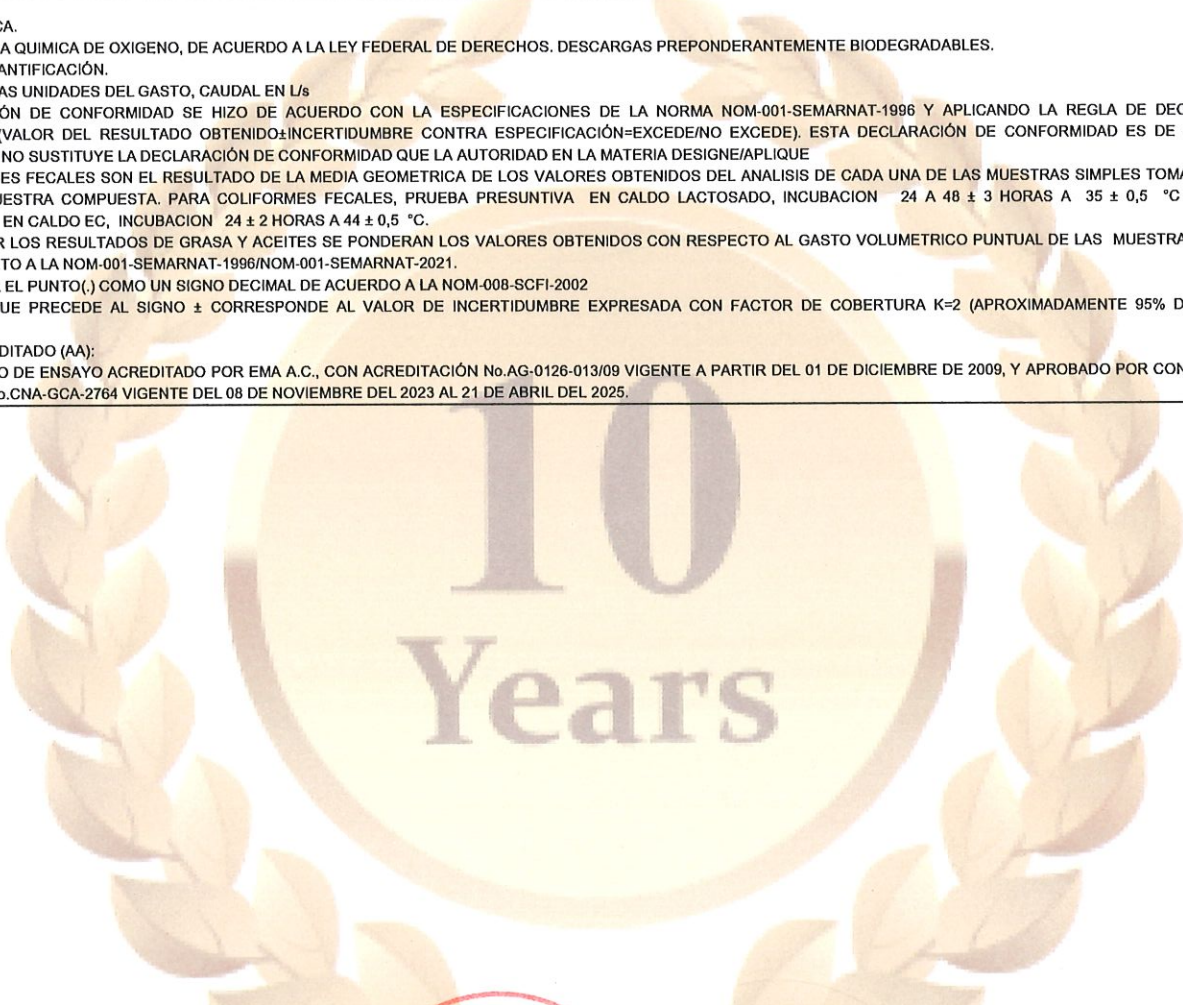 CA.
A QUIMICA DE OXIGENO, DE ACUERDO A LA LEY FEDERAL DE DERECHOS. DESCARGAS PREPONDERANTEMENTE BIODEGRADABLES.
ANTIFICACIÓN.
AS UNIDADES DEL GASTO, CAUDAL EN L/s
ÓN DE CONFORMIDAD SE HIZO DE ACUERDO CON LA ESPECIFICACIONES DE LA NORMA NOM-001-SEMARNAT-1996 Y APLICANDO LA REGLA DE DEC
(VALOR DEL RESULTADO OBTENIDO±INCERTIDUMBRE CONTRA ESPECIFICACIÓN=EXCEDE/NO EXCEDE). ESTA DECLARACIÓN DE CONFORMIDAD ES DE
NO SUSTITUYE LA DECLARACIÓN DE CONFORMIDAD QUE LA AUTORIDAD EN LA MATERIA DESIGNE/APLIQUE
ES FECALES SON EL RESULTADO DE LA MEDIA GEOMETRICA DE LOS VALORES OBTENIDOS DEL ANALISIS DE CADA UNA DE LAS MUESTRAS SIMPLES TOMA
UESTRA COMPUESTA. PARA COLIFORMES FECALES, PRUEBA PRESUNTIVA EN CALDO LACTOSADO, INCUBACION 24 A 48 ± 3 HORAS A 35 ± 0,5 °C
EN CALDO EC, INCUBACION 24 ± 2 HORAS A 44 ± 0,5 °C.
R LOS RESULTADOS DE GRASA Y ACEITES SE PONDERAN LOS VALORES OBTENIDOS CON RESPECTO AL GASTO VOLUMETRICO PUNTUAL DE LAS MUESTRA
TO A LA NOM-001-SEMARNAT-1996/NOM-001-SEMARNAT-2021.
EL PUNTO(.) COMO UN SIGNO DECIMAL DE ACUERDO A LA NOM-008-SCFI-2002
UE PRECEDE AL SIGNO ± CORRESPONDE AL VALOR DE INCERTIDUMBRE EXPRESADA CON FACTOR DE COBERTURA K=2 (APROXIMADAMENTE 95% D
DITADO (AA):
O DE ENSAYO ACREDITADO POR EMA A.C., CON ACREDITACIÓN No.AG-0126-013/09 VIGENTE A PARTIR DEL 01 DE DICIEMBRE DE 2009, Y APROBADO POR CON
o.CNA-GCA-2764 VIGENTE DEL 08 DE NOVIEMBRE DEL 2023 AL 21 DE ABRIL DEL 2025.
10
Years